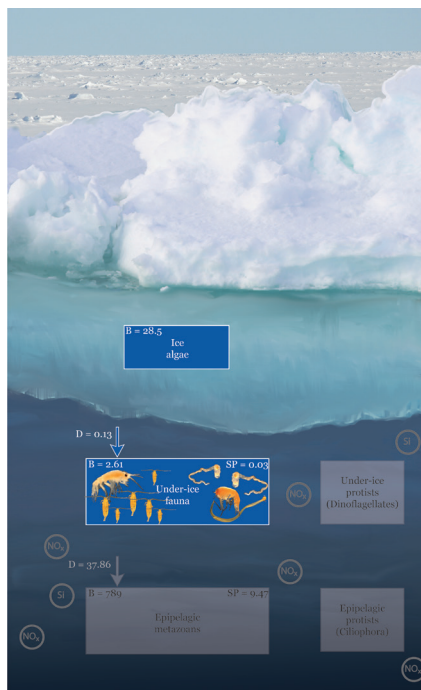 B = 28.5
Ice
algae
D = 0.13
Si
B = 2.61
SP = 0.03
Under-ice
fauna
Under-ice
protists
(Dinoflagellates)
NOx
NOx
D = 37.86
NOx
Si
B = 789
SP = 9.47
Epipelagic
metazoans
Epipelagic
protists
(Ciliophora)
NOx
NOx